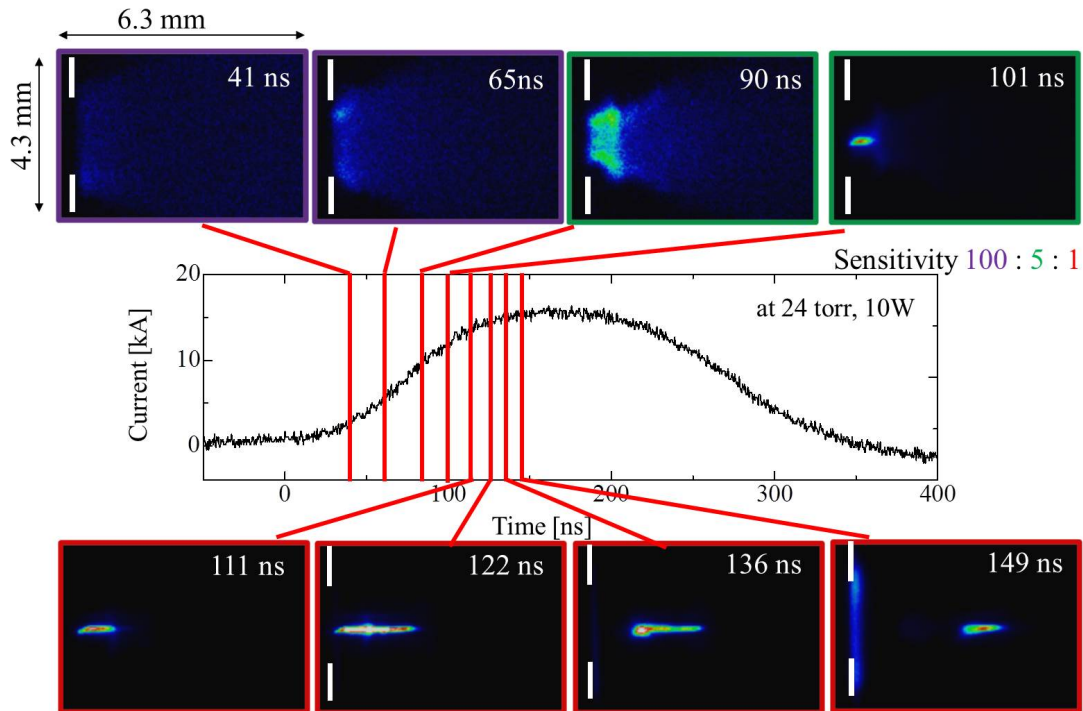 6.3 mm
4.3 mm
41 ns
65ns
90 ns
101 ns
Sensitivity 100 : 5 : 1
at 24 torr, 10W
Current [kA]
20
10
0
0
100
200
300
400
Time [ns]
111 ns
122 ns
136 ns
149 ns